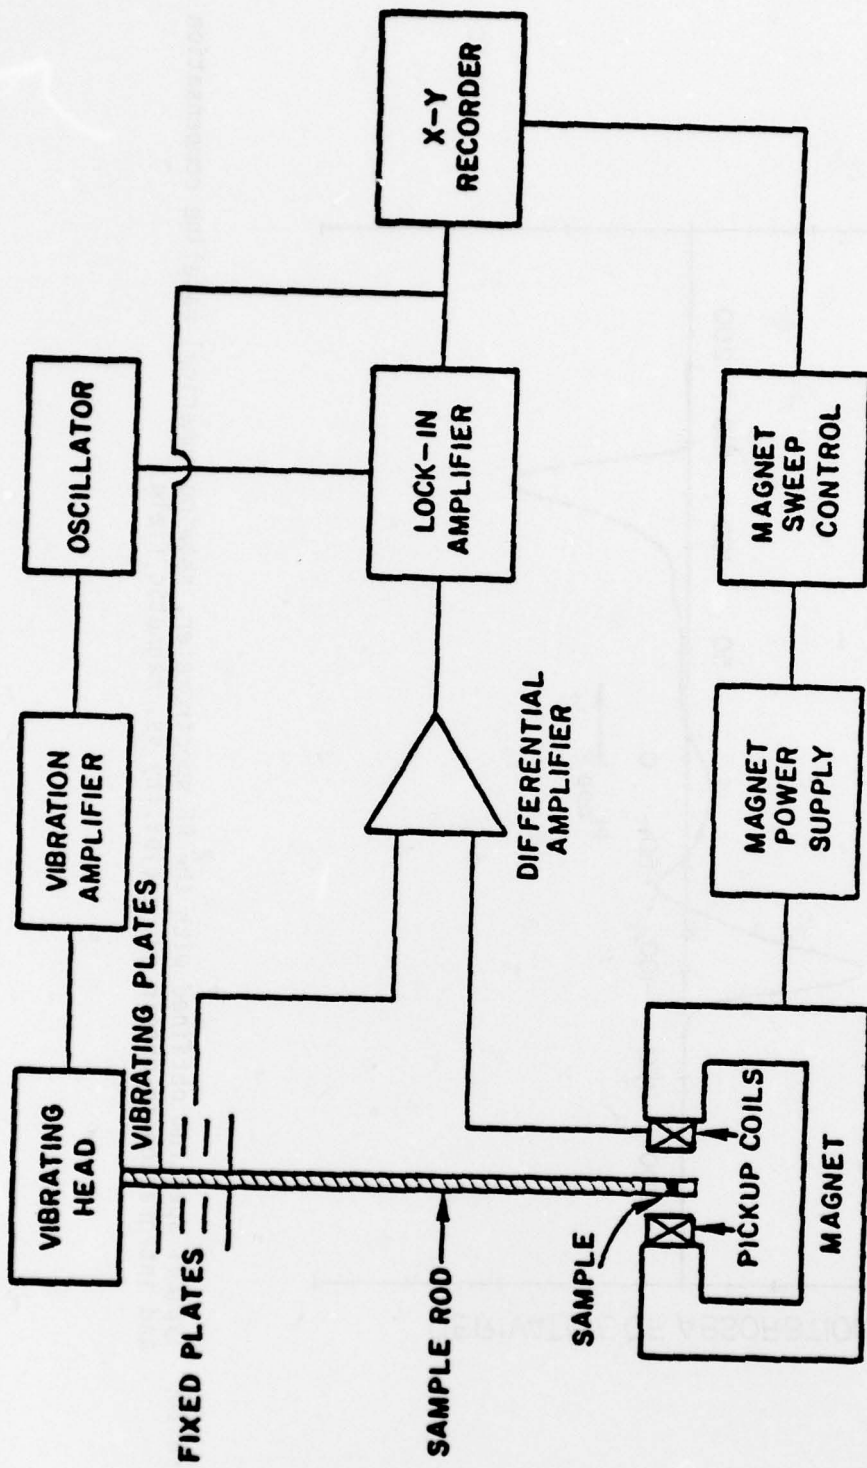 VIBRATING
HEAD
VIBRATION
AMPLIFIER
OSCILLATOR
X-Y
RECORDER
VIBRATING PLATES
FIXED PLATES
LOCK-IN
AMPLIFIER
DIFFERENTIAL
AMPLIFIER
SAMPLE ROD
SAMPLE
PICKUP COILS
MAGNET
MAGNET
POWER
SUPPLY
MAGNET
SWEEP
CONTROL